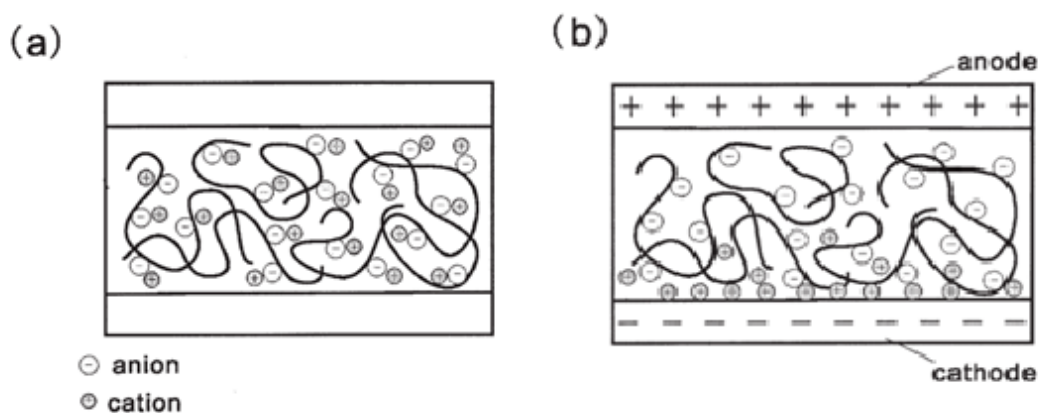 (a)
(b)
anode
+ + + + + + + + + +
− − − − − − − − − −
cathode
⊖ anion
⊕ cation